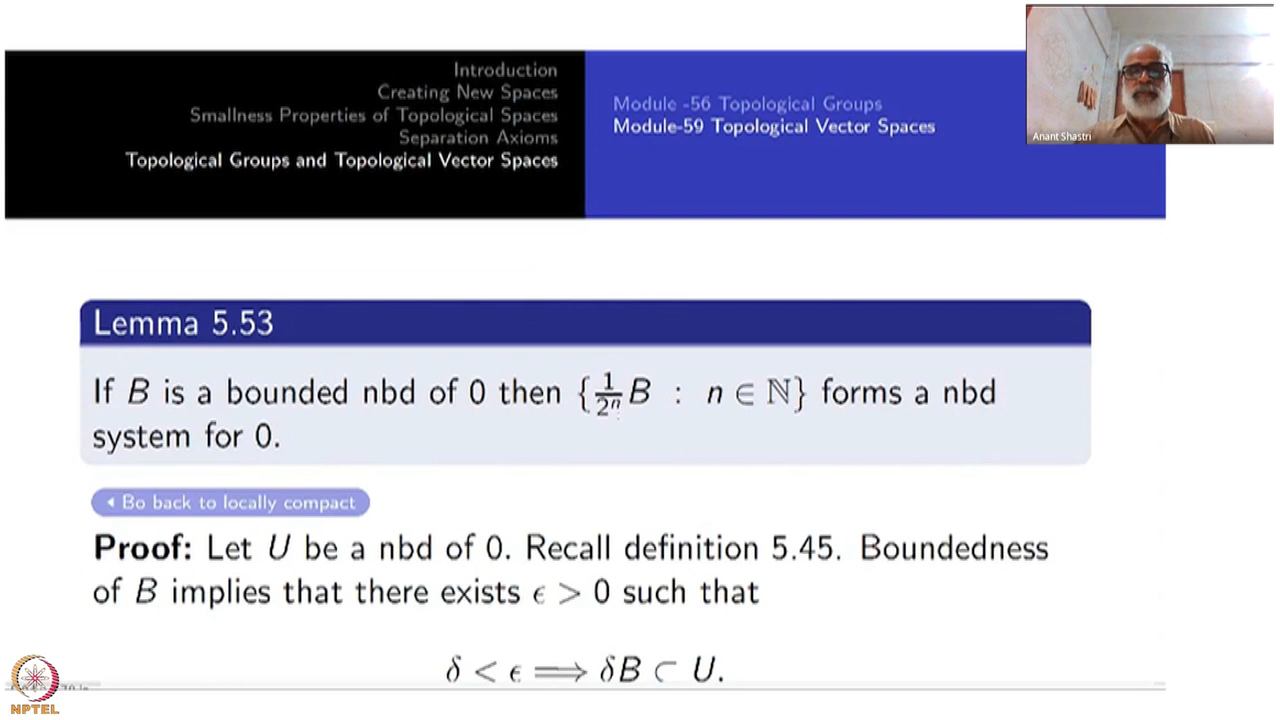 Introduction
Creating New Spaces
Smallness Properties of Topological Spaces
Separation Axioms
Topological Groups and Topological Vector Spaces
Module -56 Topological Groups
Module-59 Topological Vector Spaces
Anant Shastri
Lemma 5.53
If B is a bounded nbd of 0 then {1/2ⁿ B : n ∈ ℕ} forms a nbd
system for 0.
Bo back to locally compact
Proof: Let U be a nbd of 0. Recall definition 5.45. Boundedness
of B implies that there exists ϵ > 0 such that
δ < ϵ ⟹ δB ⊂ U.
NPTEL